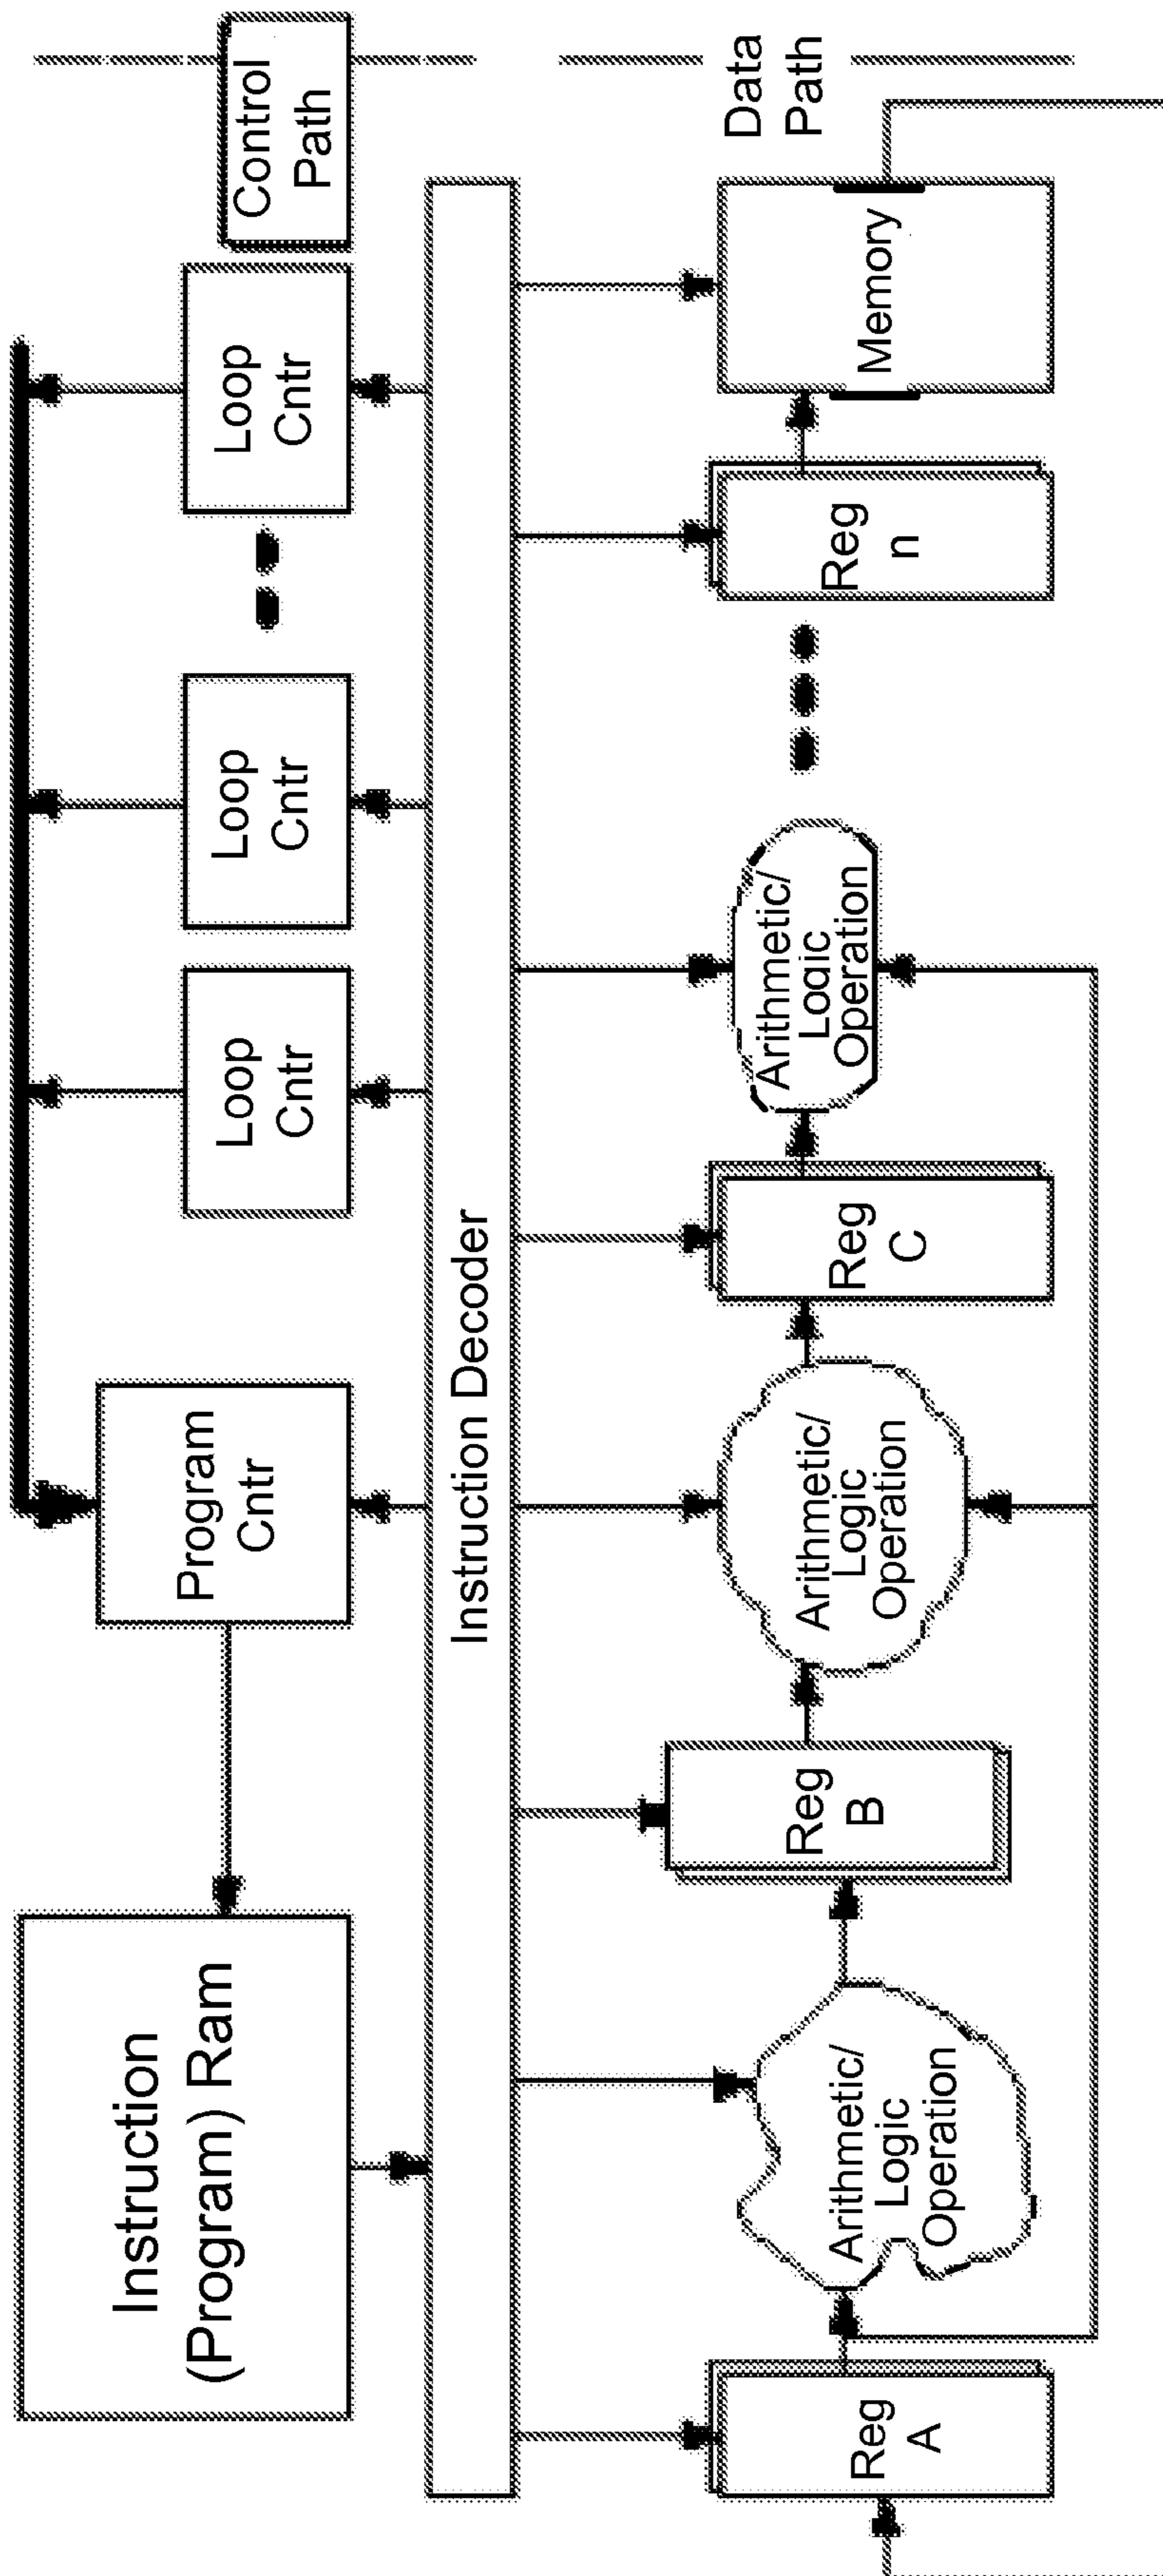 Instruction
(Program) Ram
Program
Cntr
Loop
Cntr
Loop
Cntr
Loop
Cntr
Control
Path
Instruction Decoder
Reg
A
Arithmetic/
Logic
Operation
Reg
B
Arithmetic/
Logic
Operation
Reg
C
Arithmetic/
Logic
Operation
Reg
n
Memory
Data
Path